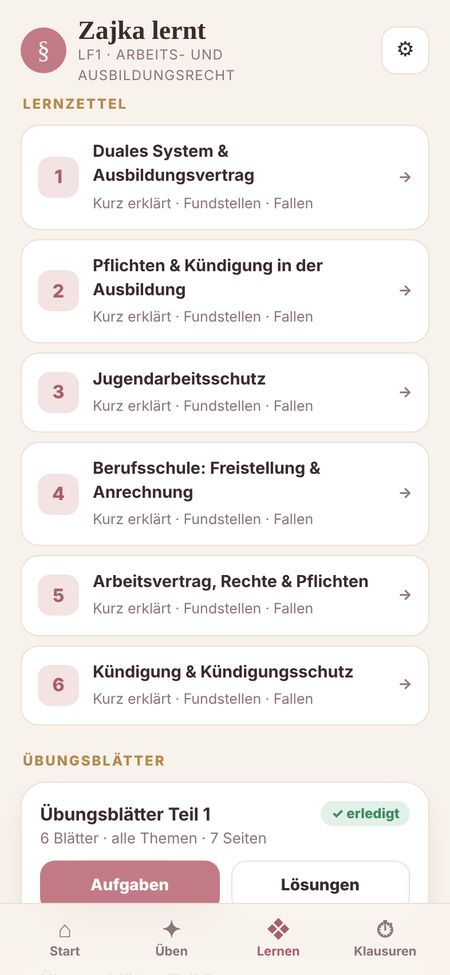 §
Zajka lernt
LF1 · ARBEITS- UND
AUSBILDUNGSRECHT
LERNZETTEL
1
Duales System &
Ausbildungsvertrag
Kurz erklärt · Fundstellen · Fallen
→
2
Pflichten & Kündigung in der
Ausbildung
Kurz erklärt · Fundstellen · Fallen
→
3
Jugendarbeitsschutz
Kurz erklärt · Fundstellen · Fallen
→
4
Berufsschule: Freistellung &
Anrechnung
Kurz erklärt · Fundstellen · Fallen
→
5
Arbeitsvertrag, Rechte & Pflichten
Kurz erklärt · Fundstellen · Fallen
→
6
Kündigung & Kündigungsschutz
Kurz erklärt · Fundstellen · Fallen
→
ÜBUNGSBLÄTTER
Übungsblätter Teil 1
✓ erledigt
6 Blätter · alle Themen · 7 Seiten
Aufgaben
Lösungen
Start
Üben
Lernen
Klausuren